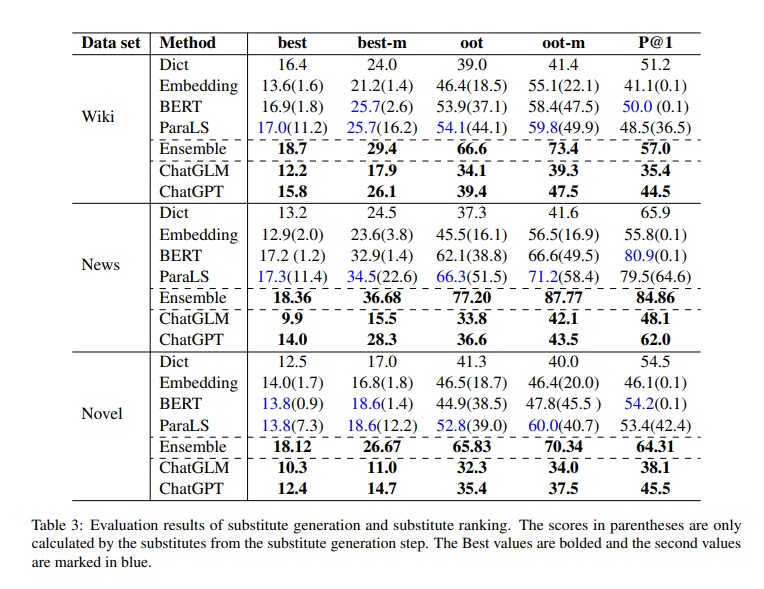 Data set Method best best-m oot oot-m P@1
Dict 16.4 24.0 39.0 41.4 51.2
Embedding 13.6(1.6) 21.2(1.4) 46.4(18.5) 55.1(22.1) 41.1(0.1)
BERT 16.9(1.8) 25.7(2.6) 53.9(37.1) 58.4(47.5) 50.0 (0.1)
Wiki
ParaLS 17.0(11.2) 25.7(16.2) 54.1(44.1) 59.8(49.9) 48.5(36.5)
Ensemble 18.7 29.4 66.6 73.4 57.0
ChatGLM 12.2 17.9 34.1 39.3 35.4
ChatGPT 15.8 26.1 39.4 47.5 44.5
Dict 13.2 24.5 37.3 41.6 65.9
Embedding 12.9(2.0) 23.6(3.8) 45.5(16.1) 56.5(16.9) 55.8(0.1)
BERT 17.2 (1.2) 32.9(1.4) 62.1(38.8) 66.6(49.5) 80.9(0.1)
News
ParaLS 17.3(11.4) 34.5(22.6) 66.3(51.5) 71.2(58.4) 79.5(64.6)
Ensemble 18.36 36.68 77.20 87.77 84.86
ChatGLM 9.9 15.5 33.8 42.1 48.1
ChatGPT 14.0 28.3 36.6 43.5 62.0
Dict 12.5 17.0 41.3 40.0 54.5
Embedding 14.0(1.7) 16.8(1.8) 46.5(18.7) 46.4(20.0) 46.1(0.1)
BERT 13.8(0.9) 18.6(1.4) 44.9(38.5) 47.8(45.5 ) 54.2(0.1)
Novel
ParaLS 13.8(7.3) 18.6(12.2) 52.8(39.0) 60.0(40.7) 53.4(42.4)
Ensemble 18.12 26.67 65.83 70.34 64.31
ChatGLM 10.3 11.0 32.3 34.0 38.1
ChatGPT 12.4 14.7 35.4 37.5 45.5
Table 3: Evaluation results of substitute generation and substitute ranking. The scores in parentheses are only
calculated by the substitutes from the substitute generation step. The Best values are bolded and the second values
are marked in blue.